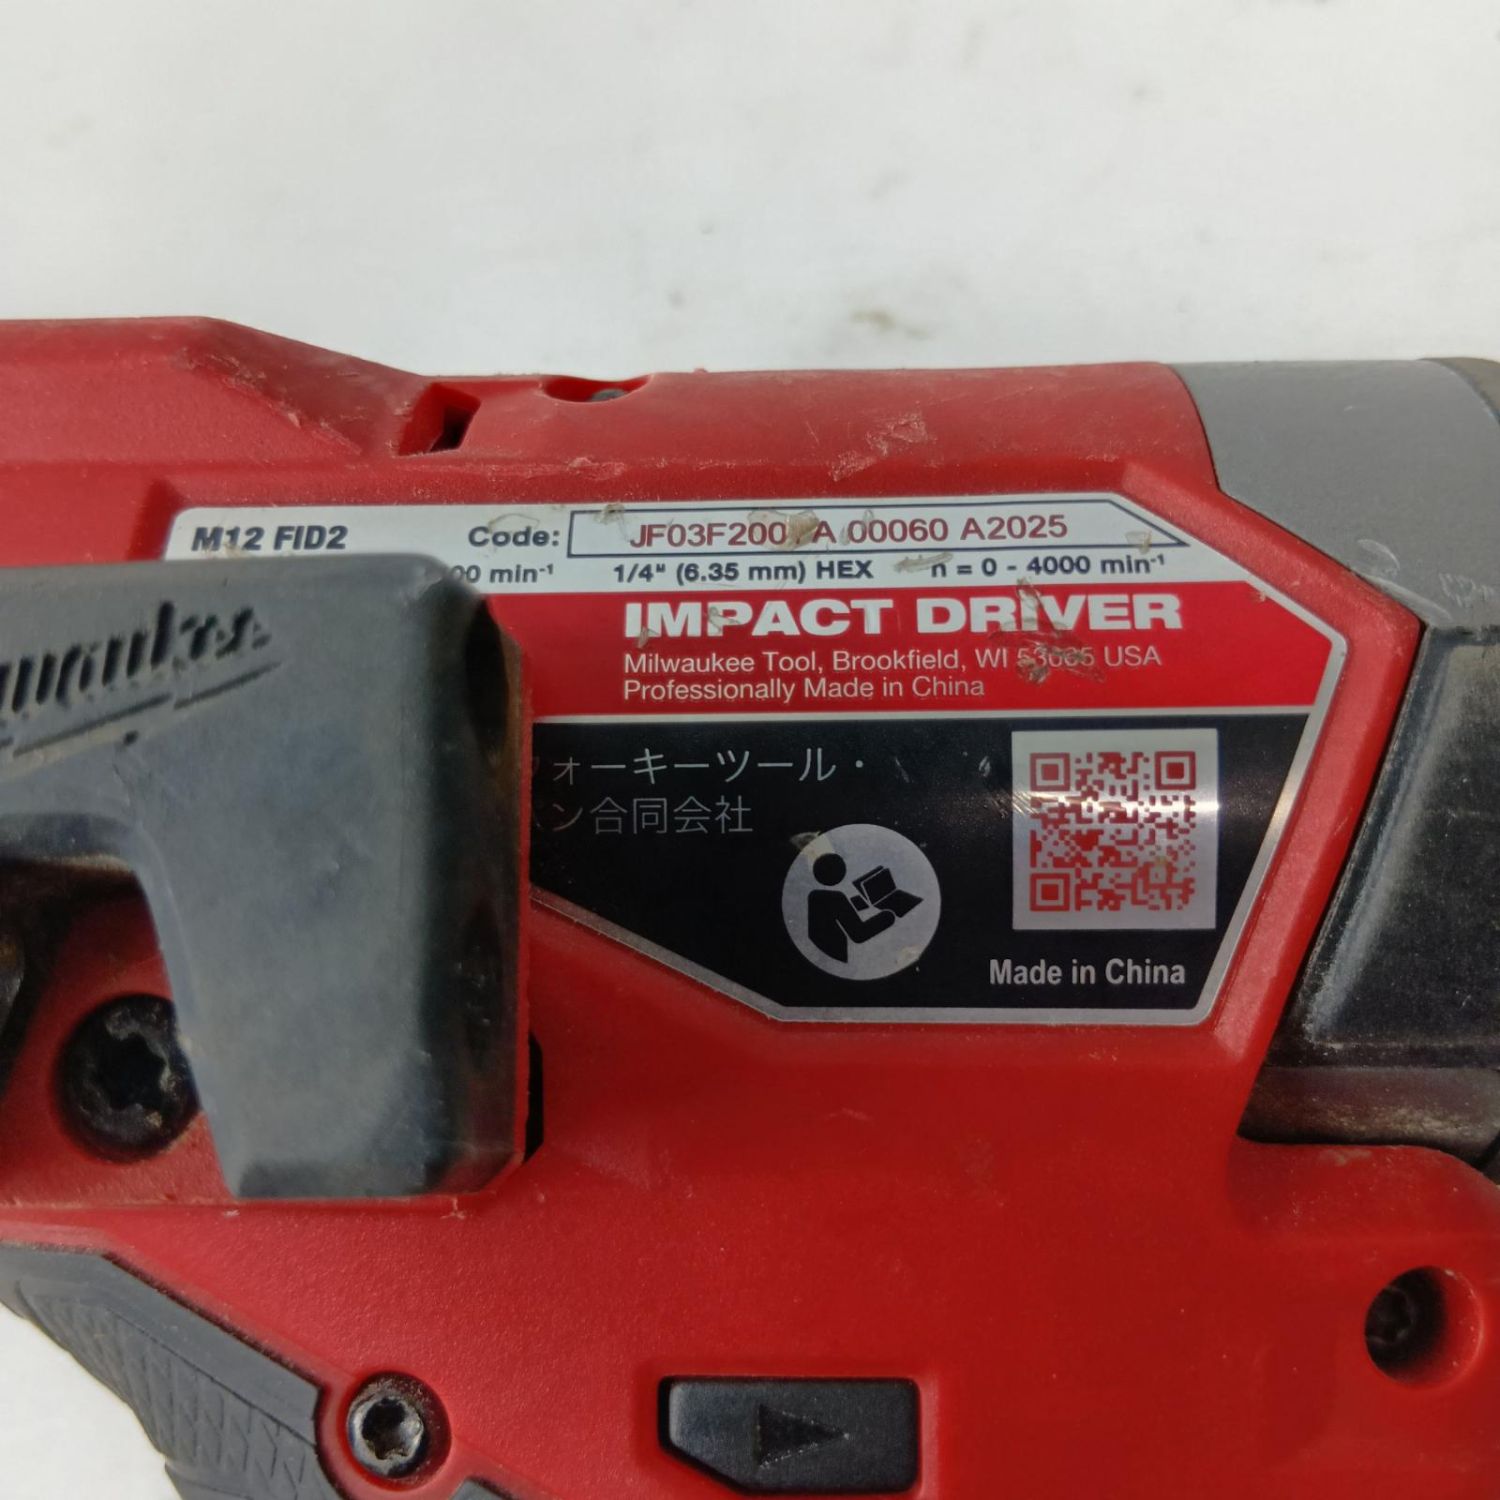 M12 FID2 Code: JF03F200 A 00060 A2025
00 min⁻¹ 1/4" (6.35 mm) HEX n = 0 - 4000 min⁻¹
IMPACT DRIVER
Milwaukee Tool, Brookfield, WI 53005 USA
Professionally Made in China
Milwaukee
ォーキーツール・
ン合同会社
Made in China